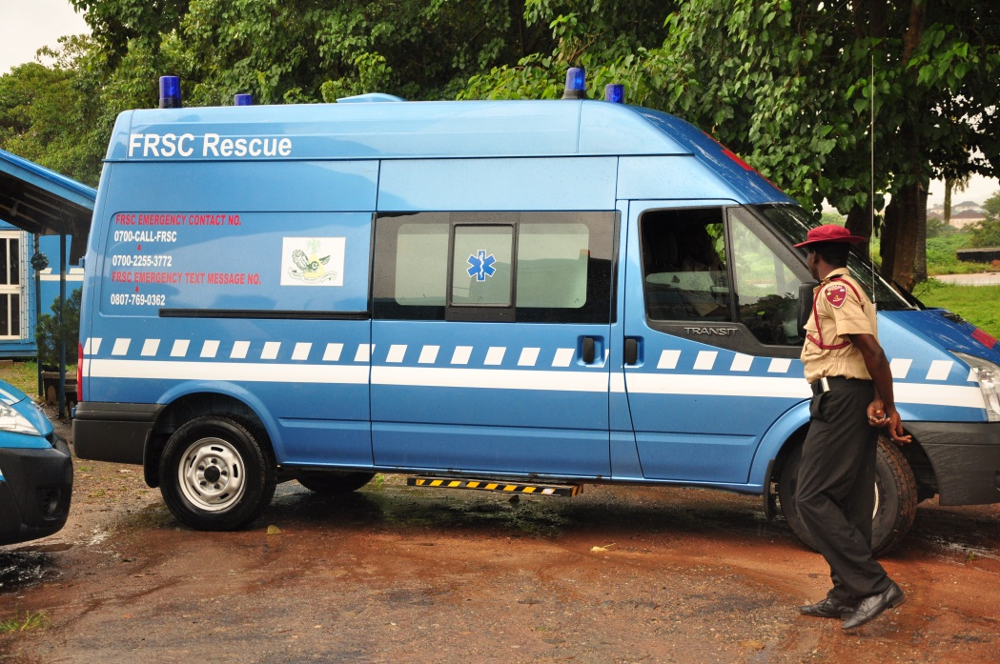 FRSC Rescue
FRSC EMERGENCY CONTACT NO.
0700-CALL-FRSC
0700-2255-3772
FRSC EMERGENCY TEXT MESSAGE NO.
0807-769-0362
TRANSIT